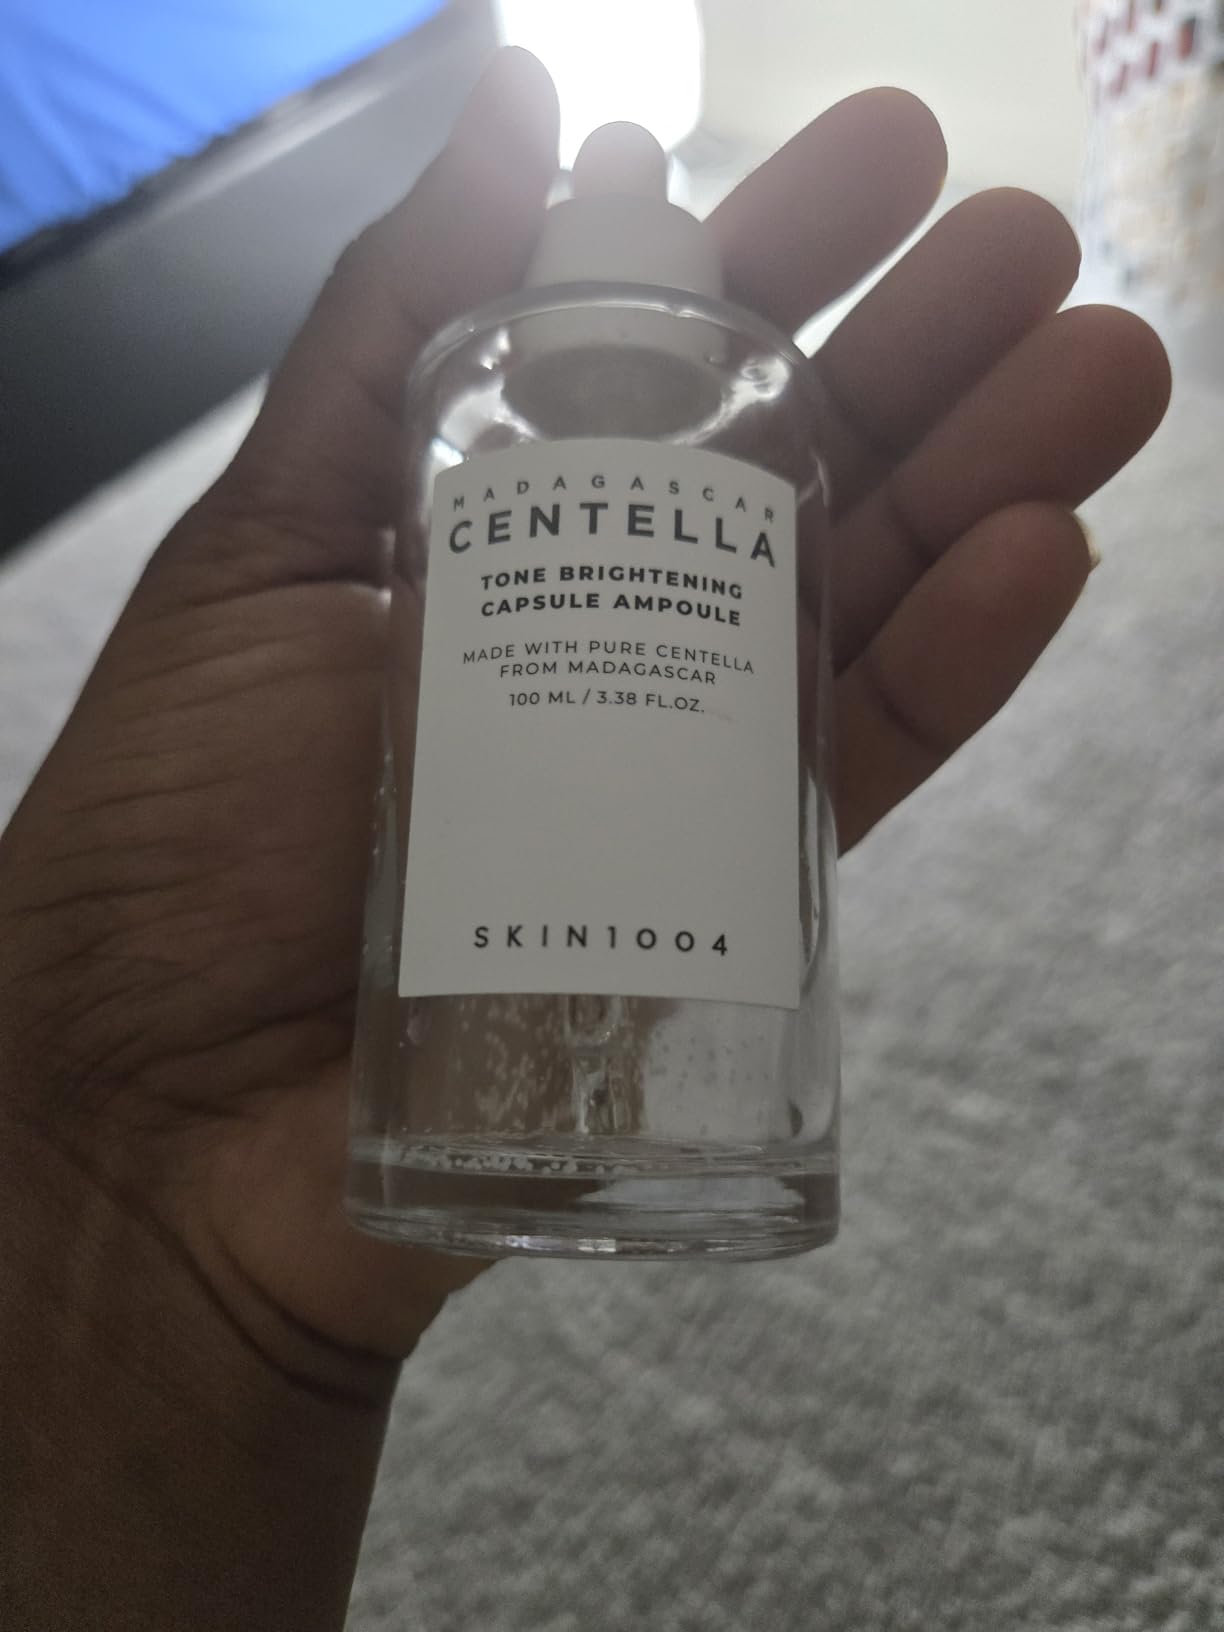 MADAGASCAR
CENTELLA
TONE BRIGHTENING
CAPSULE AMPOULE
MADE WITH PURE CENTELLA
FROM MADAGASCAR
100 ML / 3.38 FL.OZ.
SKIN1004